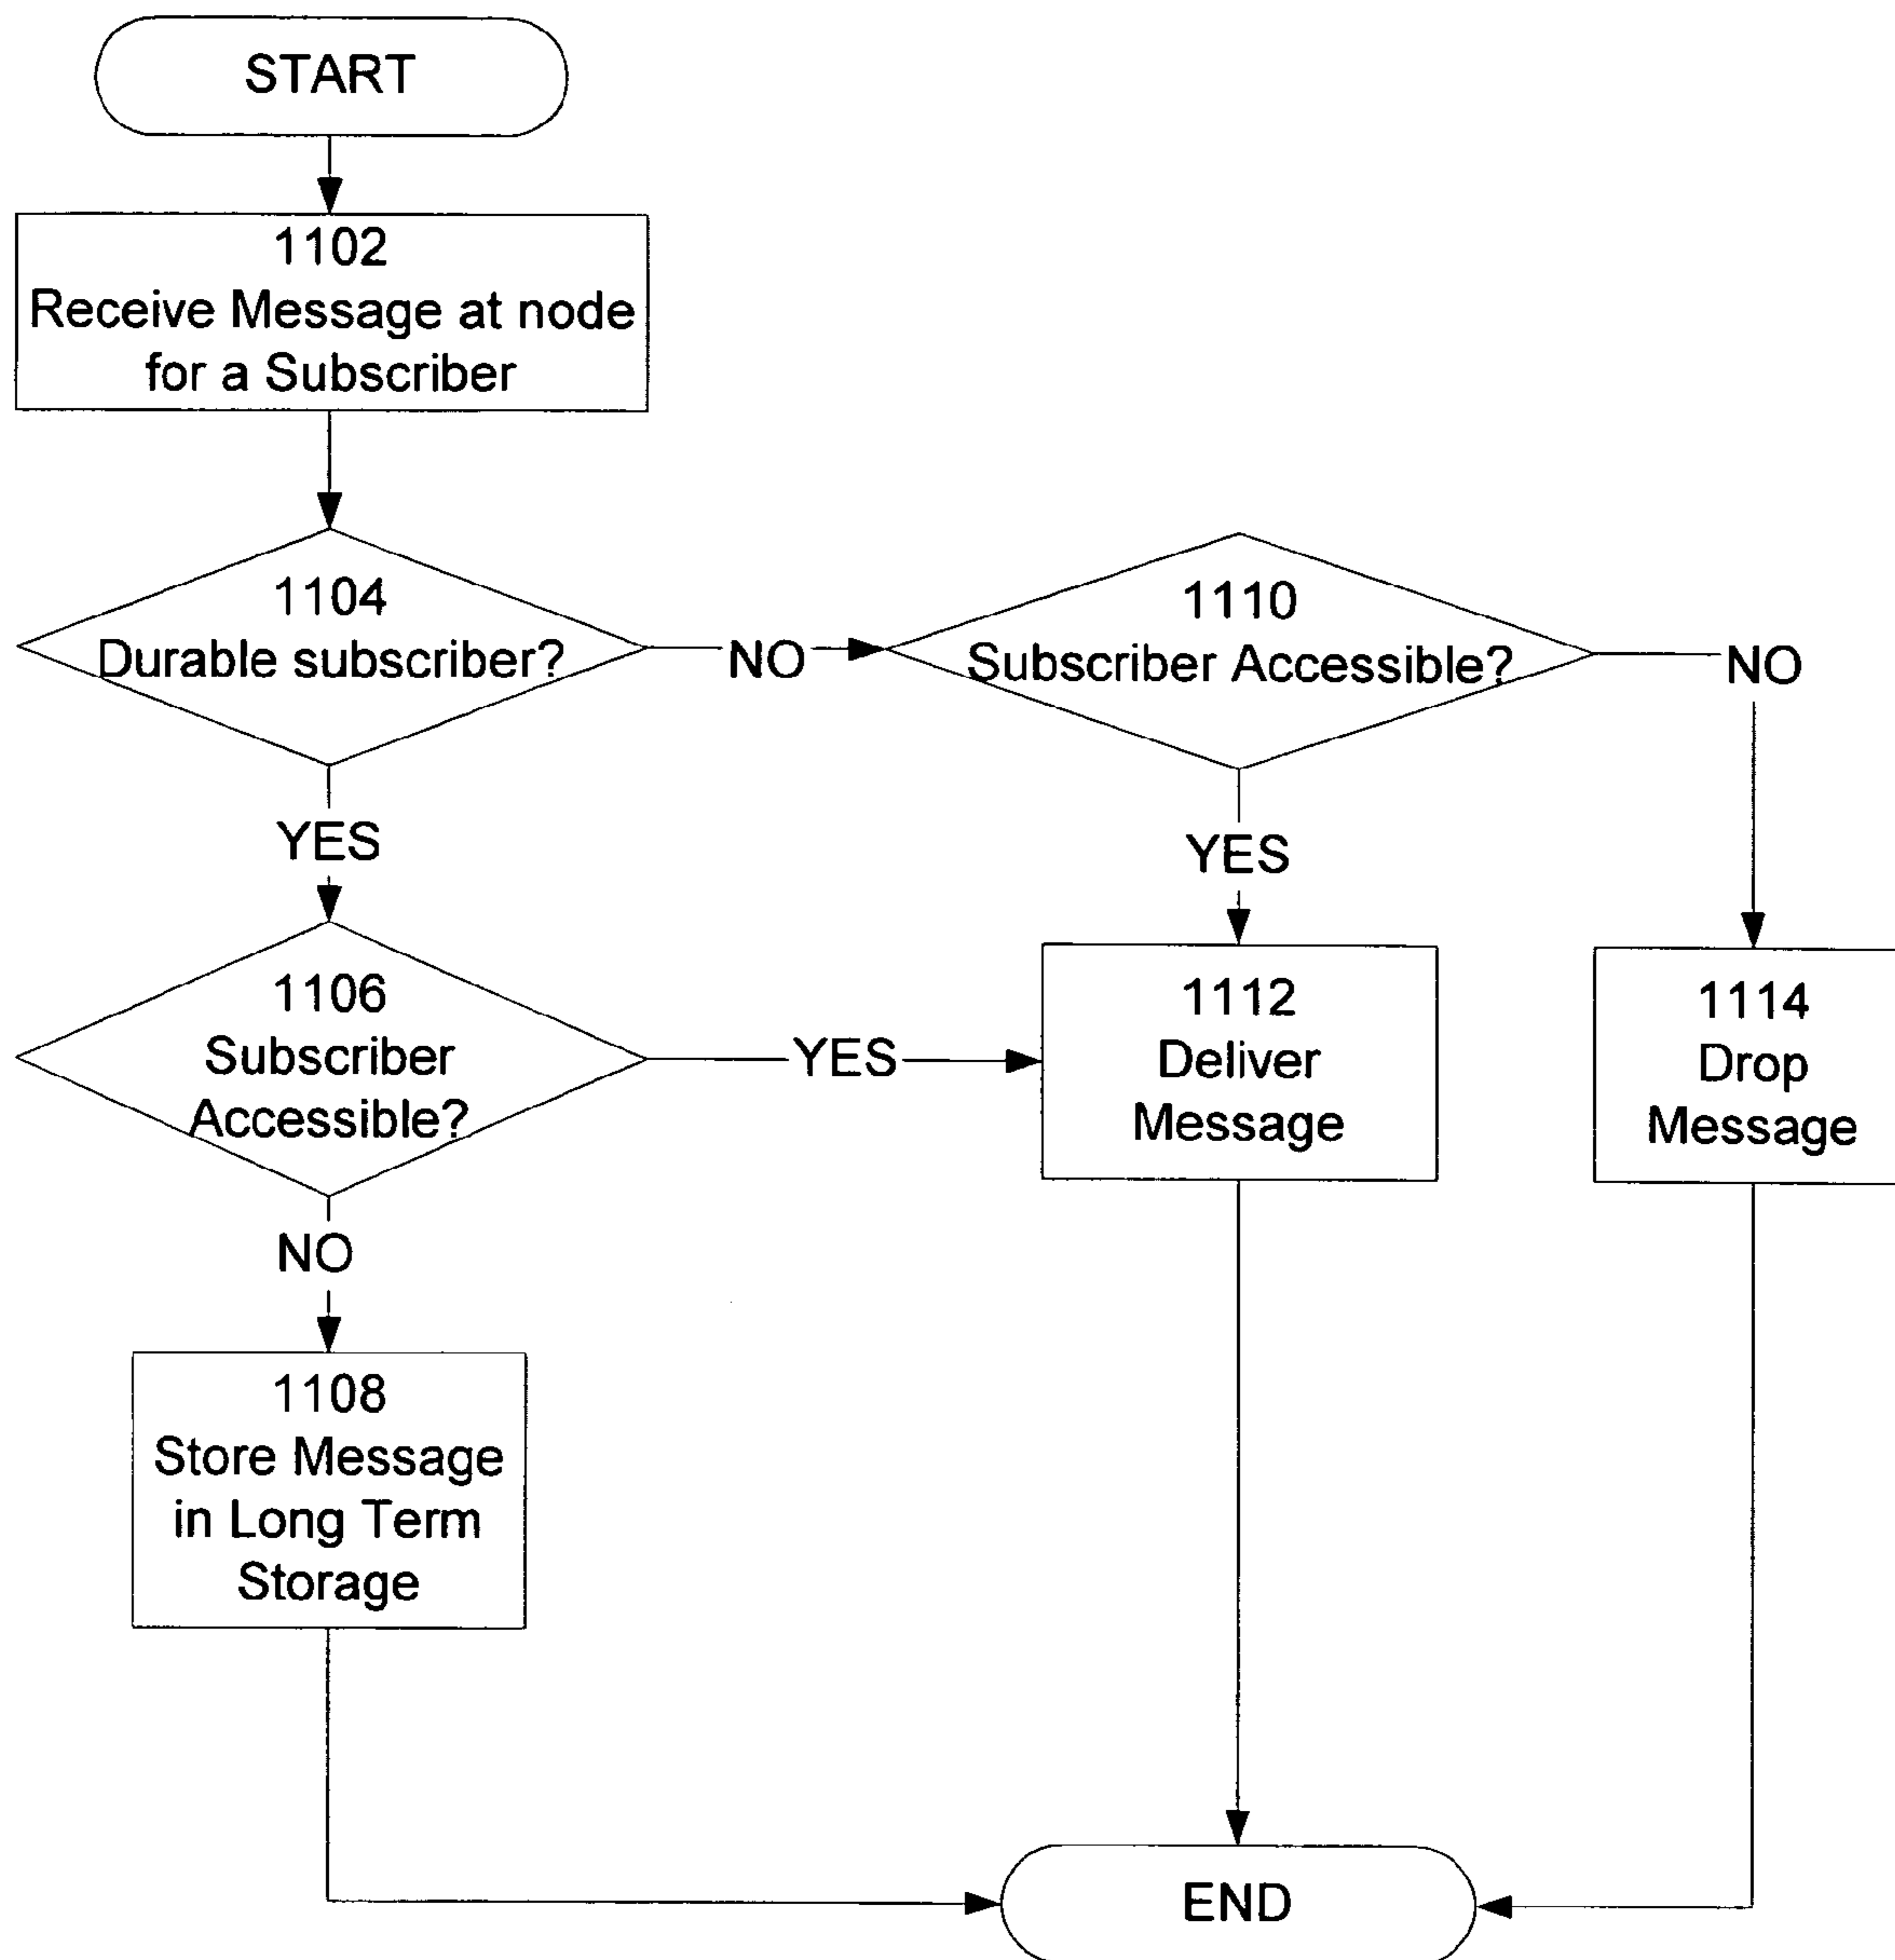 START
1102
Receive Message at node
for a Subscriber
1104
Durable subscriber?
NO
1110
Subscriber Accessible?
NO
YES
YES
1106
Subscriber
Accessible?
YES
1112
Deliver
Message
1114
Drop
Message
NO
1108
Store Message
in Long Term
Storage
END